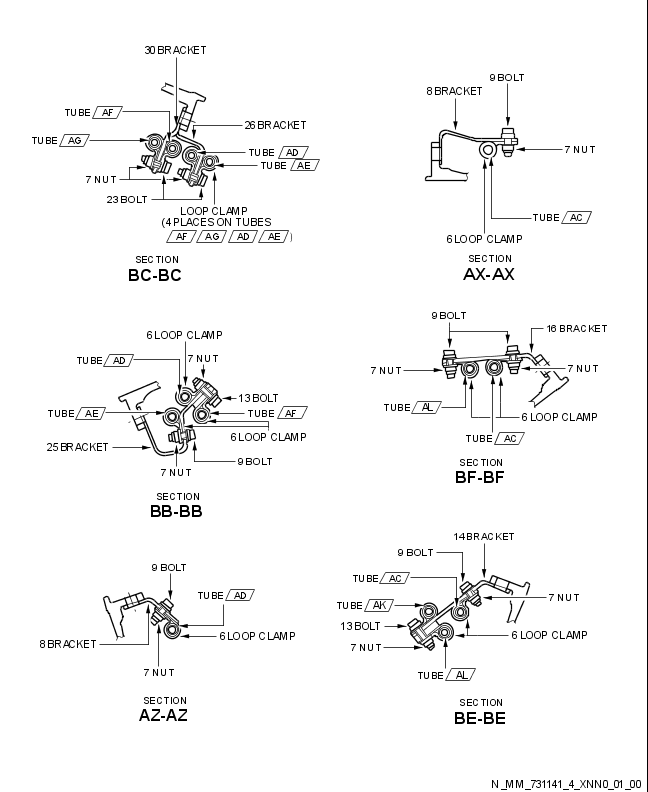 30 BRACKET
TUBE AF
26 BRACKET
TUBE AG
TUBE AD
TUBE AE
7 NUT
23 BOLT
LOOP CLAMP
(4 PLACES ON TUBES
AF AG AD AE )
SECTION
BC-BC
9 BOLT
8 BRACKET
7 NUT
TUBE AC
6 LOOP CLAMP
SECTION
AX-AX
6 LOOP CLAMP
TUBE AD
7 NUT
13 BOLT
TUBE AE
TUBE AF
6 LOOP CLAMP
25 BRACKET
9 BOLT
7 NUT
SECTION
BB-BB
9 BOLT
16 BRACKET
7 NUT
7 NUT
TUBE AL
6 LOOP CLAMP
TUBE AC
SECTION
BF-BF
9 BOLT
TUBE AD
6 LOOP CLAMP
8 BRACKET
7 NUT
SECTION
AZ-AZ
14 BRACKET
9 BOLT
TUBE AC
7 NUT
TUBE AK
13 BOLT
6 LOOP CLAMP
7 NUT
TUBE AL
SECTION
BE-BE
N_MM_731141_4_XNN0_01_00